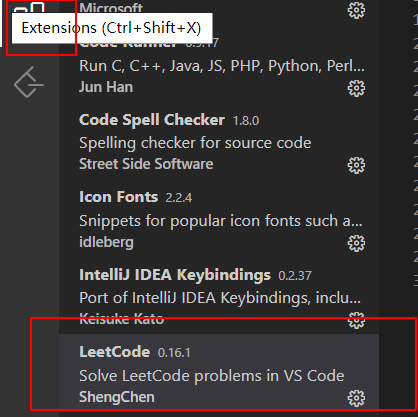 Microsoft
Extensions (Ctrl+Shift+X)
Code Runner 0.9.17
Run C, C++, Java, JS, PHP, Python, Perl...
Jun Han
Code Spell Checker 1.8.0
Spelling checker for source code
Street Side Software
Icon Fonts 2.2.4
Snippets for popular icon fonts such a...
idleberg
IntelliJ IDEA Keybindings 0.2.37
Port of IntelliJ IDEA Keybindings, inclu...
Keisuke Kato
LeetCode 0.16.1
Solve LeetCode problems in VS Code
ShengChen